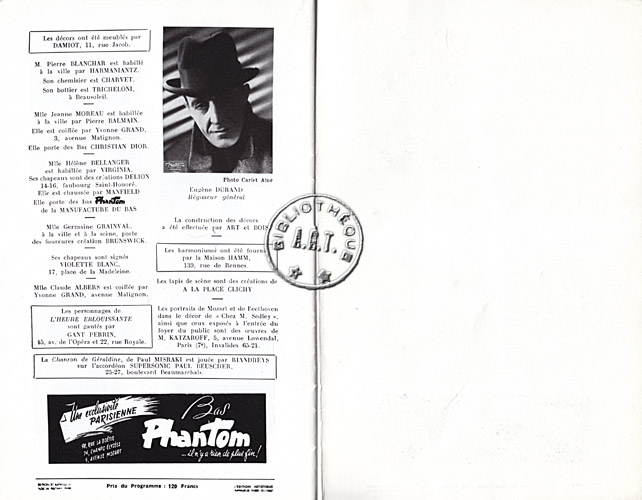 Les décors ont été meublés par
DAMIOT, 11, rue Jacob.
M. Pierre BLANCHAR est habillé
à la ville par HARMANIANTZ.
Son chemisier est CHARVET.
Son bottier est TRICHELONI,
à Beausoleil.
Mlle Jeanne MOREAU est habillée
à la ville par Pierre BALMAIN.
Elle est coiffée par Yvonne GRAND,
3, avenue Matignon.
Elle porte des Bas CHRISTIAN DIOR.
Mlle Hélène BELLANGER
est habillée par VIRGINIA.
Ses chapeaux sont des créations DELION
14-16, faubourg Saint-Honoré.
Elle est chaussée par MANFIELD
Elle porte des bas Phantom
de la MANUFACTURE DU BAS
Mlle Germaine GRAINVAL,
à la ville et à la scène, porte
des fourrures création BRUNSWICK.
Ses chapeaux sont signés
VIOLETTE BLANC,
17, place de la Madeleine.
Mlle Claude ALBERS est coiffée par
Yvonne GRAND, avenue Matignon.
Les personnages de
L'HEURE EBLOUISSANTE
sont gantés par
GANT PERRIN,
45, av. de l'Opéra et 22, rue Royale.
Photo Carlet Aîné
Eugène DURAND
Régisseur général
La construction des décors
a été effectuée par ART et BOIS
Les harmoniums ont été fournis
par la Maison HAMM,
139, rue de Rennes.
Les tapis de scène sont des créations de
A LA PLACE CLICHY
Les portraits de Mozart et de Beethoven
dans le décor de « Chez M. Sedley »,
ainsi que ceux exposés à l'entrée du
foyer du public sont des œuvres de
M. KATZAROFF, 5, avenue Lowendal,
Paris (7e), Invalides 65-21.
La Chanson de Géraldine, de Paul MISRAKI est jouée par RIANDREYS
sur l'accordéon SUPERSONIC PAUL BEUSCHER,
25-27, boulevard Beaumarchais.
Une exclusivité
PARISIENNE
RUE LA BOÉTIE
74, CHAMPS ÉLYSÉES
AVENUE MOZART
Bas
Phantom
...il n'y a rien de plus fin !
Prix du Programme : 120 Francs
BIBLIOTHÈQUE
A.R.T.